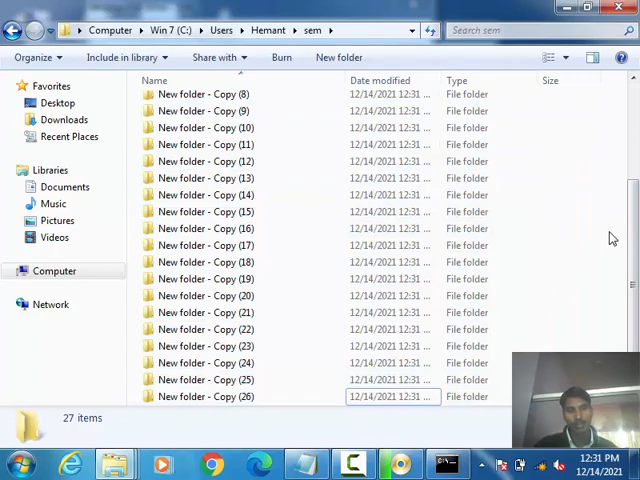 Computer Win 7 (C:) Users Hemant sem Search sem
Organize Include in library Share with Burn New folder
Favorites
Desktop
Downloads
Recent Places
Libraries
Documents
Music
Pictures
Videos
Computer
Network
Name Date modified Type Size
New folder - Copy (8) 12/14/2021 12:31 ... File folder
New folder - Copy (9) 12/14/2021 12:31 ... File folder
New folder - Copy (10) 12/14/2021 12:31 ... File folder
New folder - Copy (11) 12/14/2021 12:31 ... File folder
New folder - Copy (12) 12/14/2021 12:31 ... File folder
New folder - Copy (13) 12/14/2021 12:31 ... File folder
New folder - Copy (14) 12/14/2021 12:31 ... File folder
New folder - Copy (15) 12/14/2021 12:31 ... File folder
New folder - Copy (16) 12/14/2021 12:31 ... File folder
New folder - Copy (17) 12/14/2021 12:31 ... File folder
New folder - Copy (18) 12/14/2021 12:31 ... File folder
New folder - Copy (19) 12/14/2021 12:31 ... File folder
New folder - Copy (20) 12/14/2021 12:31 ... File folder
New folder - Copy (21) 12/14/2021 12:31 ... File folder
New folder - Copy (22) 12/14/2021 12:31 ... File folder
New folder - Copy (23) 12/14/2021 12:31 ... File folder
New folder - Copy (24) 12/14/2021 12:31 ... File folder
New folder - Copy (25) 12/14/2021 12:31 ... File folder
New folder - Copy (26) 12/14/2021 12:31 ... File folder
27 items
12:31 PM
12/14/2021